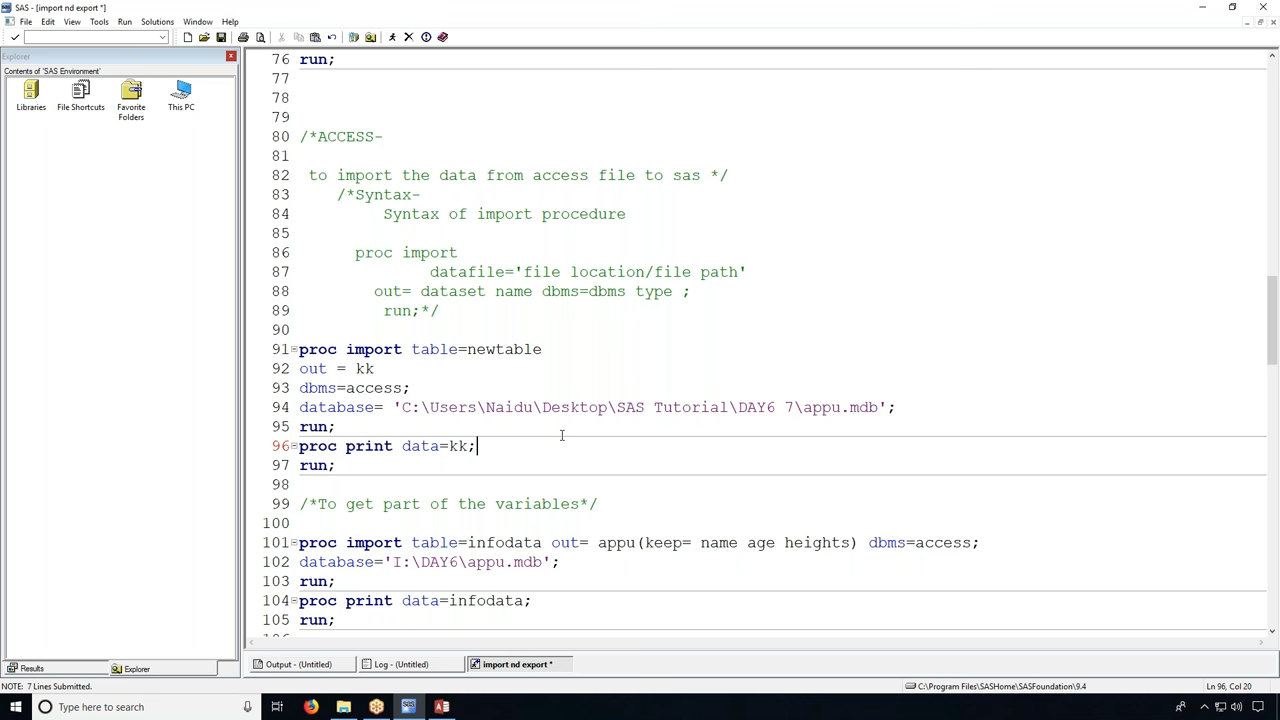 SAS - [import nd export *]
File Edit View Tools Run Solutions Window Help
Explorer
Contents of 'SAS Environment'
Libraries
File Shortcuts
Favorite Folders
This PC
76 run;
77
78
79
80 /*ACCESS-
81
82 to import the data from access file to sas */
83 /*Syntax-
84 Syntax of import procedure
85
86 proc import
87 datafile='file location/file path'
88 out= dataset name dbms=dbms type ;
89 run;*/
90
91 proc import table=newtable
92 out = kk
93 dbms=access;
94 database= 'C:\Users\Naidu\Desktop\SAS Tutorial\DAY6 7\appu.mdb';
95 run;
96 proc print data=kk;
97 run;
98
99 /*To get part of the variables*/
100
101 proc import table=infodata out= appu(keep= name age heights) dbms=access;
102 database='I:\DAY6\appu.mdb';
103 run;
104 proc print data=infodata;
105 run;
Results
Explorer
Output - (Untitled)
Log - (Untitled)
import nd export *
NOTE: 7 Lines Submitted.
C:\Program Files\SASHome\SASFoundation\9.4
Ln 96, Col 20
Type here to search